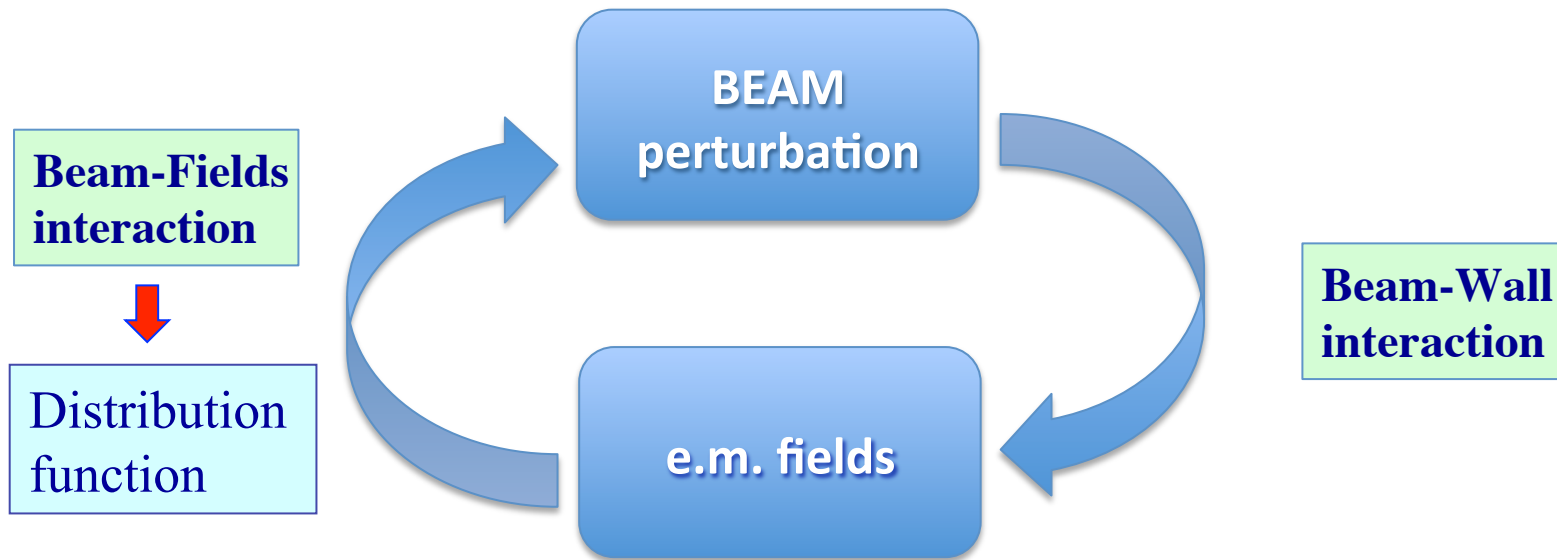 BEAM
perturbation
Beam-Fields
interaction
Distribution
function
e.m. fields
Beam-Wall
interaction